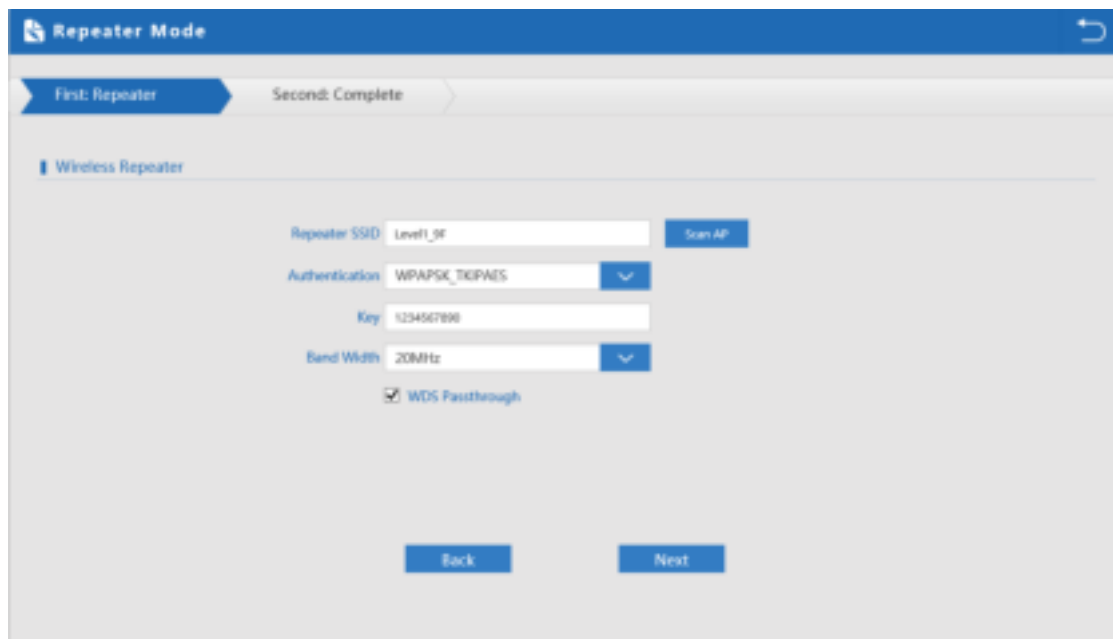 Repeater Mode
First: Repeater Second: Complete
Wireless Repeater
Repeater SSID Level1_9F Scan AP
Authentication WPAPSK_TKIPAES
Key 1234567890
Band Width 20MHz
WDS Passthrough
Back Next